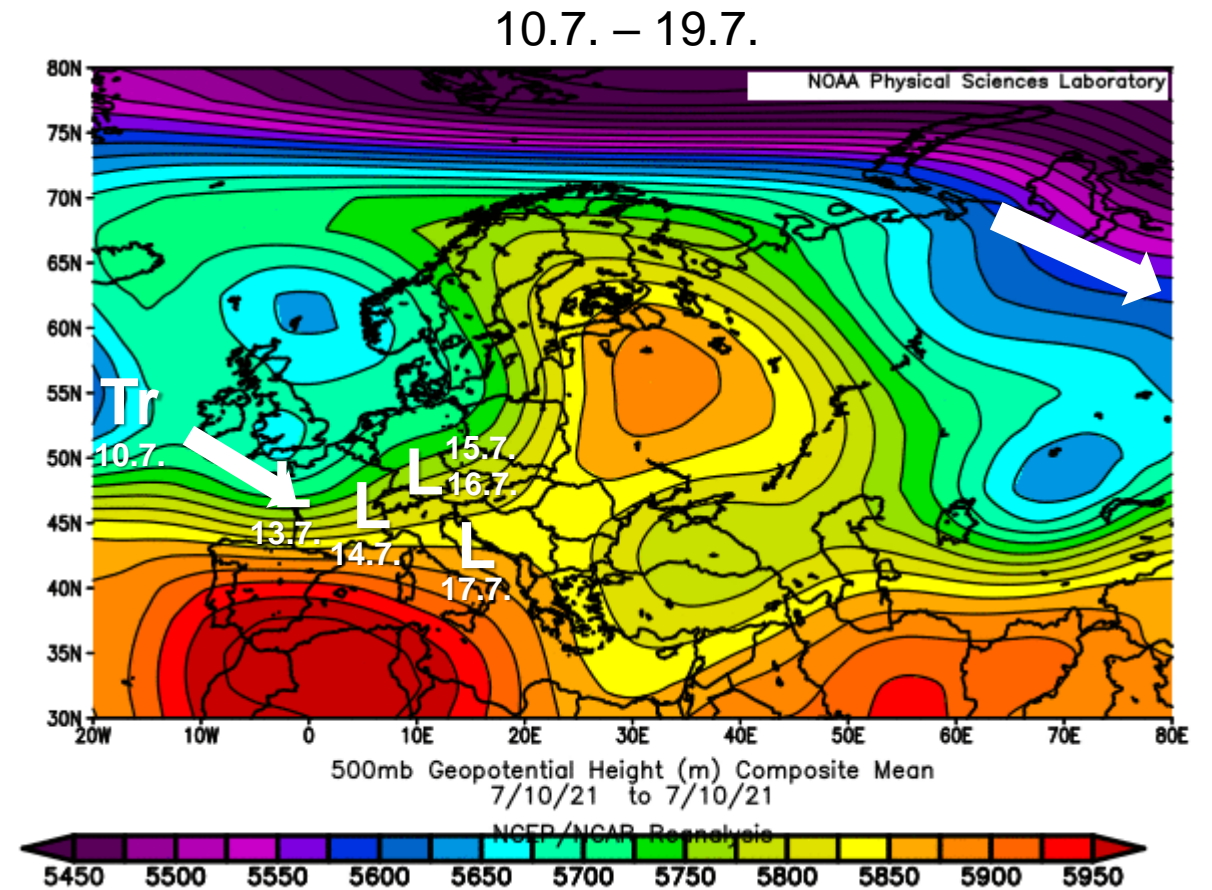 10.7. – 19.7.
NOAA Physical Sciences Laboratory
80N
75N
70N
65N
60N
55N
50N
45N
40N
35N
30N
Tr
10.7.
L
13.7.
L
14.7.
L
15.7.
16.7.
L
17.7.
20W 10W 0 10E 20E 30E 40E 50E 60E 70E 80E
500mb Geopotential Height (m) Composite Mean
7/10/21 to 7/10/21
NCEP/NCAR Reanalysis
5450 5500 5550 5600 5650 5700 5750 5800 5850 5900 5950